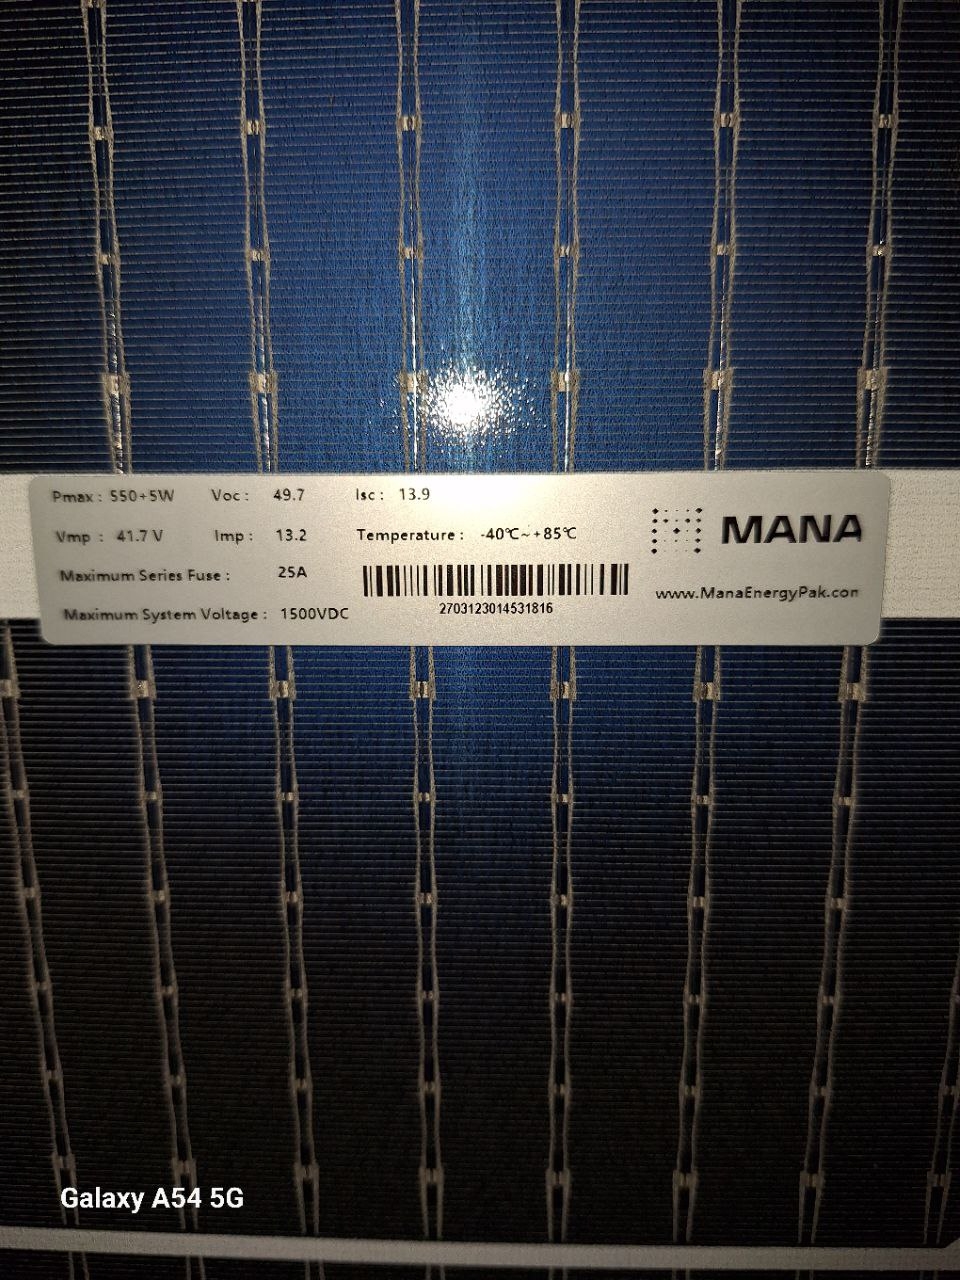 Pmax : 550+5W Voc : 49.7 Isc : 13.9
Vmp : 41.7 V Imp : 13.2 Temperature : -40℃~+85℃
MANA
Maximum Series Fuse : 25A
www.ManaEnergyPak.com
Maximum System Voltage : 1500VDC
2703123014531816
Galaxy A54 5G